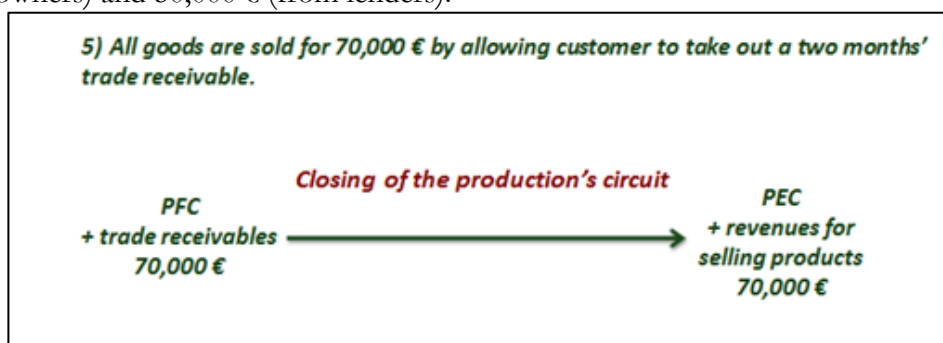 owners) and 50,000 € (from lenders).
5) All goods are sold for 70,000 € by allowing customer to take out a two months’
trade receivable.
Closing of the production’s circuit
PFC
+ trade receivables
70,000 €
PEC
+ revenues for
selling products
70,000 €